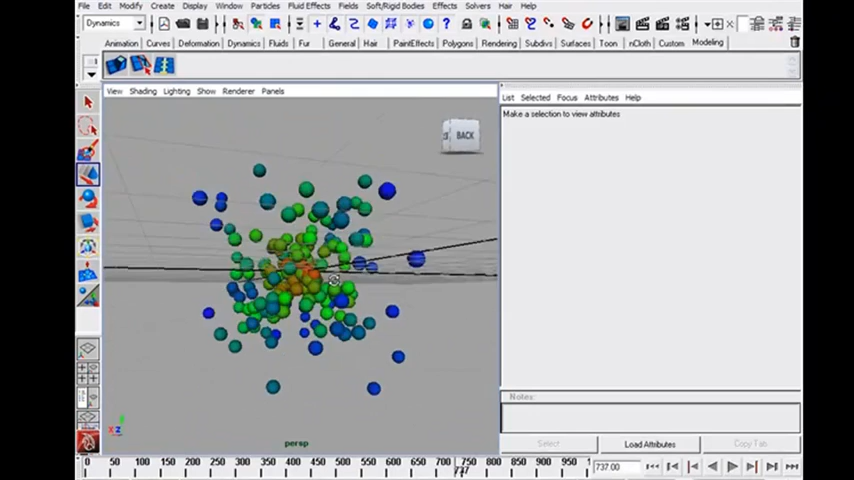 File Edit Modify Create Display Window Assets Particles Fluid Effects Fields Soft/Rigid Bodies Effects Solvers Hair Help
Dynamics
Animation Curves Deformation Dynamics Fluids Fur General Hair PaintEffects Polygons Rendering Subdivs Surfaces Toon nCloth Custom Modeling
View Shading Lighting Show Renderer Panels
List Selected Focus Attributes Help
Make a selection to view attributes
BACK
Notes:
persp
Select Load Attributes Copy Tab
0 50 100 150 200 250 300 350 400 450 500 550 600 650 700 737 800 850 900 950 1
737.00